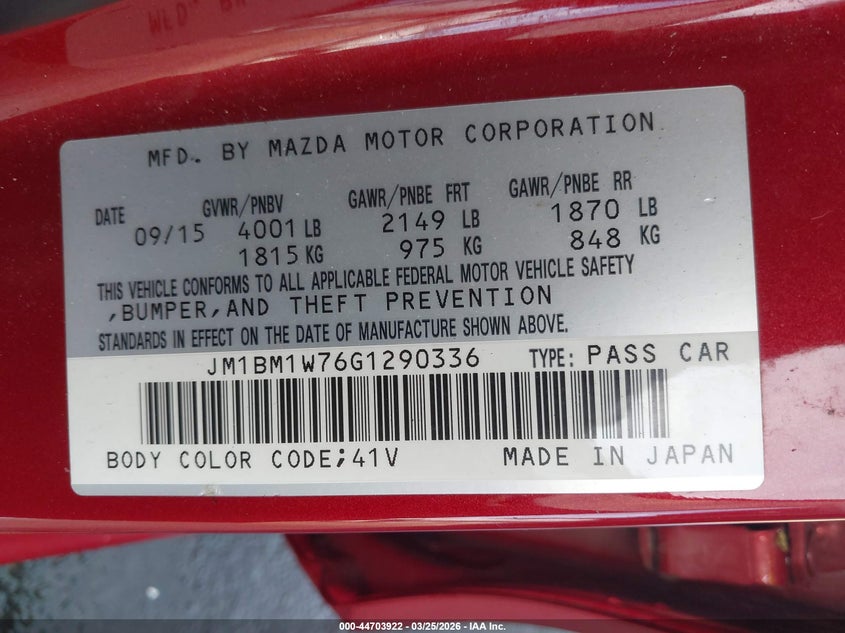 MFD. BY MAZDA MOTOR CORPORATION
DATE GVWR/PNBV GAWR/PNBE FRT GAWR/PNBE RR
09/15 4001 LB 2149 LB 1870 LB
1815 KG 975 KG 848 KG
THIS VEHICLE CONFORMS TO ALL APPLICABLE FEDERAL MOTOR VEHICLE SAFETY
,BUMPER,AND THEFT PREVENTION
STANDARDS IN EFFECT ON THE DATE OF MANUFACTURE SHOWN ABOVE.
JM1BM1W76G1290336 TYPE: PASS CAR
BODY COLOR CODE;41V MADE IN JAPAN
000-44703922 - 03/25/2026 - IAA Inc.